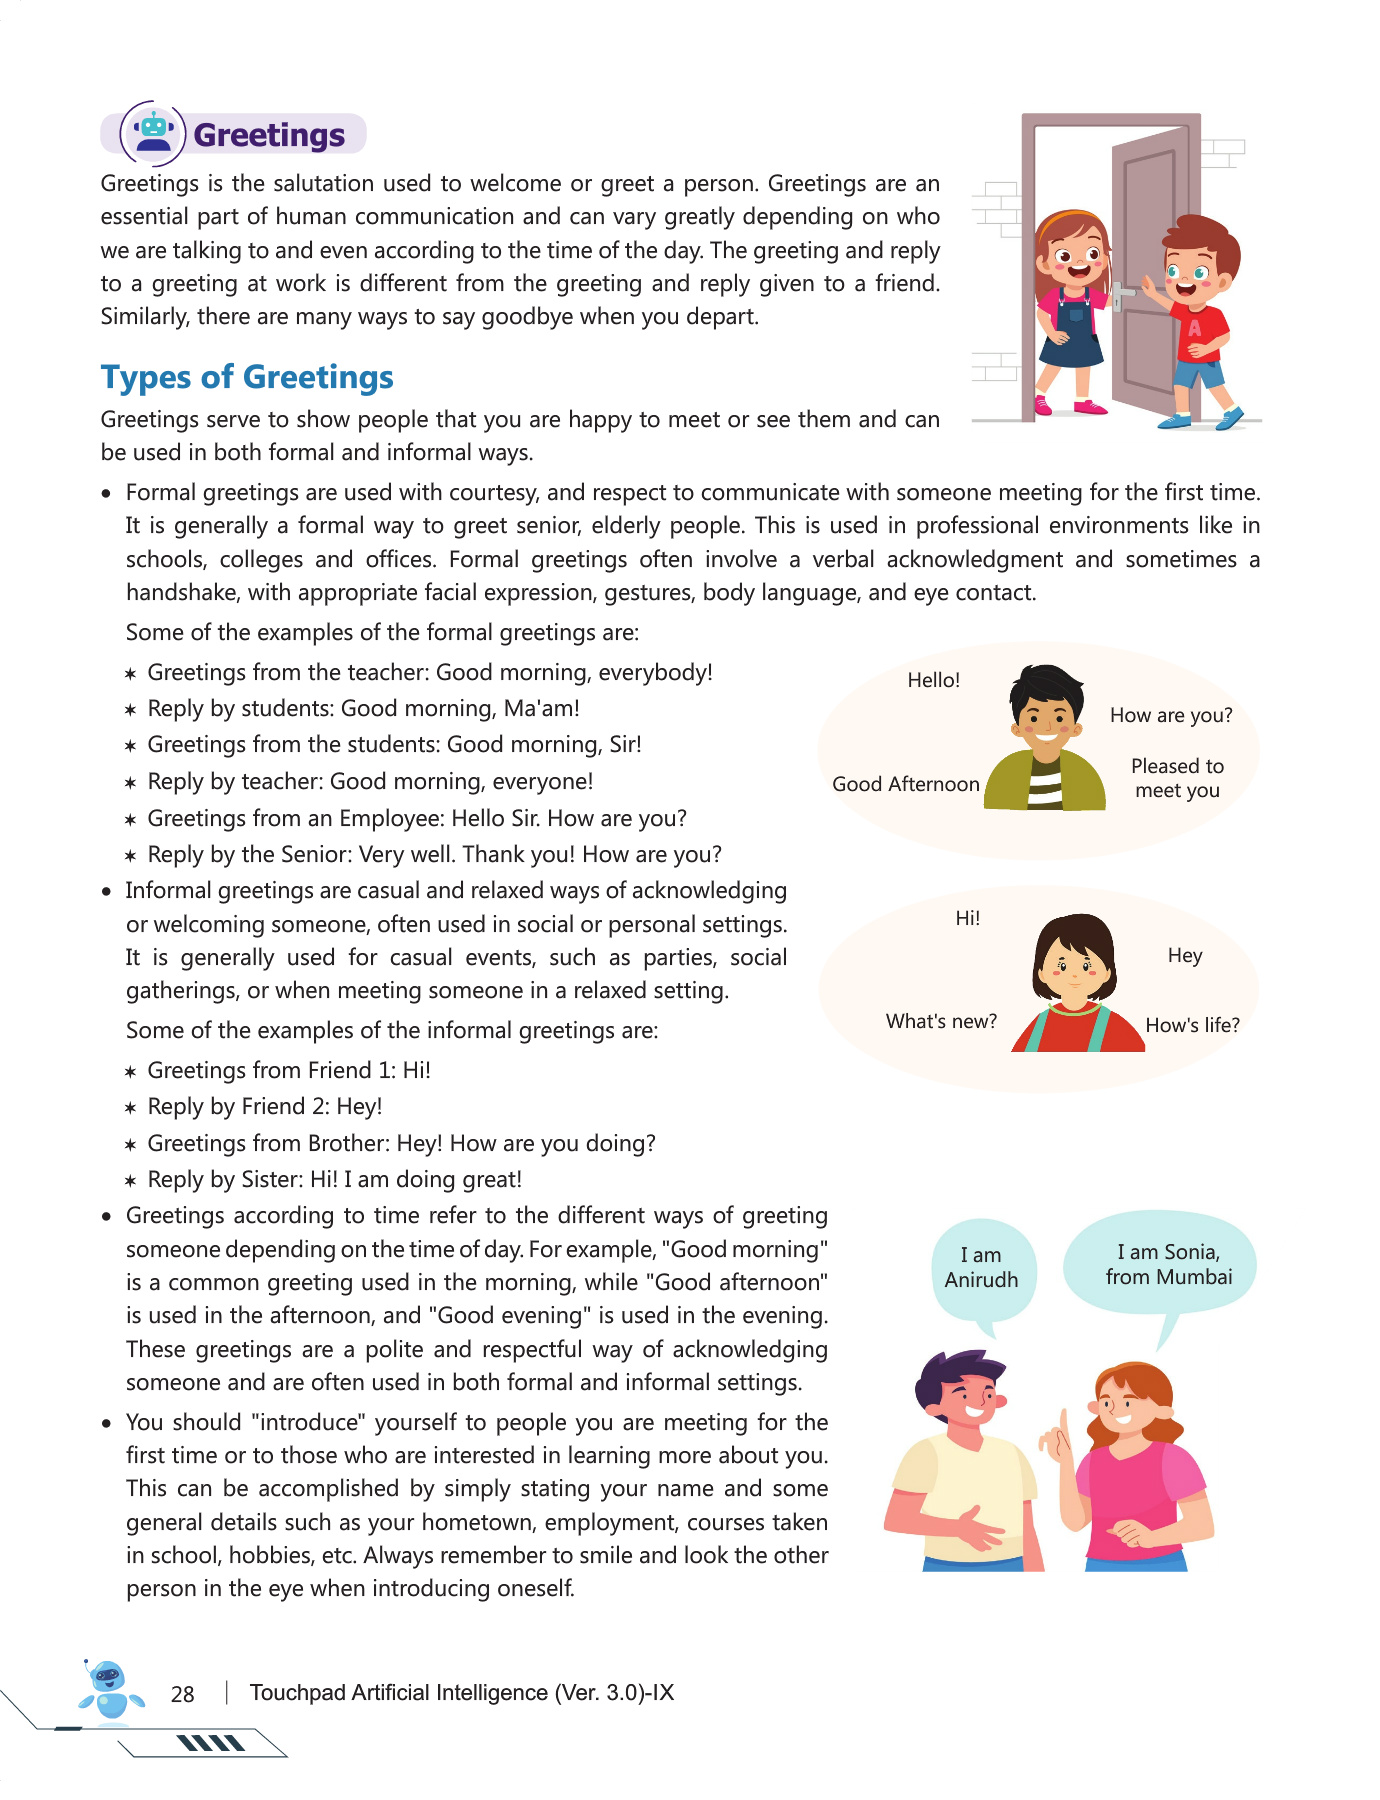 Greetings
Greetings is the salutation used to welcome or greet a person. Greetings are an
essential part of human communication and can vary greatly depending on who
we are talking to and even according to the time of the day. The greeting and reply
to a greeting at work is different from the greeting and reply given to a friend.
Similarly, there are many ways to say goodbye when you depart.
A
Types of Greetings
Greetings serve to show people that you are happy to meet or see them and can
be used in both formal and informal ways.
• Formal greetings are used with courtesy, and respect to communicate with someone meeting for the first time.
It is generally a formal way to greet senior, elderly people. This is used in professional environments like in
schools, colleges and offices. Formal greetings often involve a verbal acknowledgment and sometimes a
handshake, with appropriate facial expression, gestures, body language, and eye contact.
Some of the examples of the formal greetings are:
✶ Greetings from the teacher: Good morning, everybody!
✶ Reply by students: Good morning, Ma'am!
✶ Greetings from the students: Good morning, Sir!
✶ Reply by teacher: Good morning, everyone!
✶ Greetings from an Employee: Hello Sir. How are you?
✶ Reply by the Senior: Very well. Thank you! How are you?
Hello!
How are you?
Good Afternoon
Pleased to
meet you
• Informal greetings are casual and relaxed ways of acknowledging
or welcoming someone, often used in social or personal settings.
It is generally used for casual events, such as parties, social
gatherings, or when meeting someone in a relaxed setting.
Some of the examples of the informal greetings are:
✶ Greetings from Friend 1: Hi!
✶ Reply by Friend 2: Hey!
✶ Greetings from Brother: Hey! How are you doing?
✶ Reply by Sister: Hi! I am doing great!
Hi!
Hey
What's new?
How's life?
• Greetings according to time refer to the different ways of greeting
someone depending on the time of day. For example, "Good morning"
is a common greeting used in the morning, while "Good afternoon"
is used in the afternoon, and "Good evening" is used in the evening.
These greetings are a polite and respectful way of acknowledging
someone and are often used in both formal and informal settings.
• You should "introduce" yourself to people you are meeting for the
first time or to those who are interested in learning more about you.
This can be accomplished by simply stating your name and some
general details such as your hometown, employment, courses taken
in school, hobbies, etc. Always remember to smile and look the other
person in the eye when introducing oneself.
I am
Anirudh
I am Sonia,
from Mumbai
28 | Touchpad Artificial Intelligence (Ver. 3.0)-IX